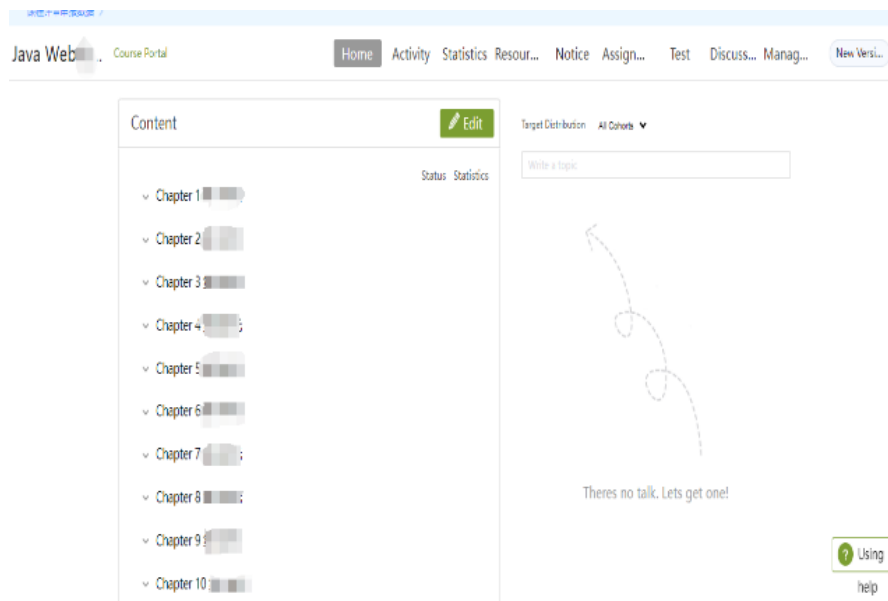 Java Web .. Course Portal Home Activity Statistics Resour... Notice Assign... Test Discuss... Manag... New Versi...
Content Edit
Target Distribution All Cohorts
Write a topic
Status Statistics
Chapter 1
Chapter 2
Chapter 3
Chapter 4
Chapter 5
Chapter 6
Chapter 7
Chapter 8
Chapter 9
Chapter 10
Theres no talk. Lets get one!
? Using
help